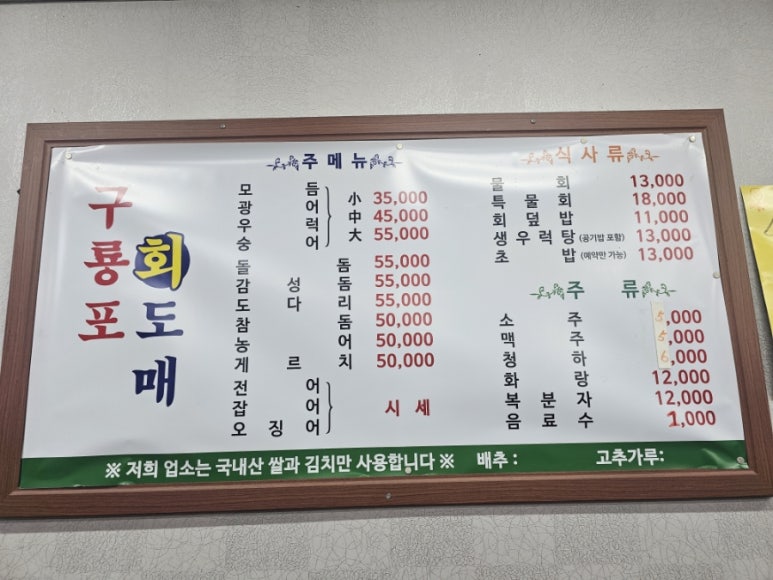 구룡포
회도매
주메뉴
모듬
광어
우럭
숭어
小 35,000
中 45,000
大 55,000
돌돔 55,000
감성돔 55,000
도다리 55,000
참돔 50,000
농어 50,000
게르치 50,000
전어
잡어
오징어
시세
식사류
물회 13,000
특물회 18,000
회덮밥 11,000
생우럭탕 (공기밥 포함) 13,000
초밥 (예약만 가능) 13,000
주류
소주 5,000
맥주 5,000
청하 6,000
화랑 12,000
복분자 12,000
음료수 1,000
※ 저희 업소는 국내산 쌀과 김치만 사용합니다 ※ 배추 : 고추가루: